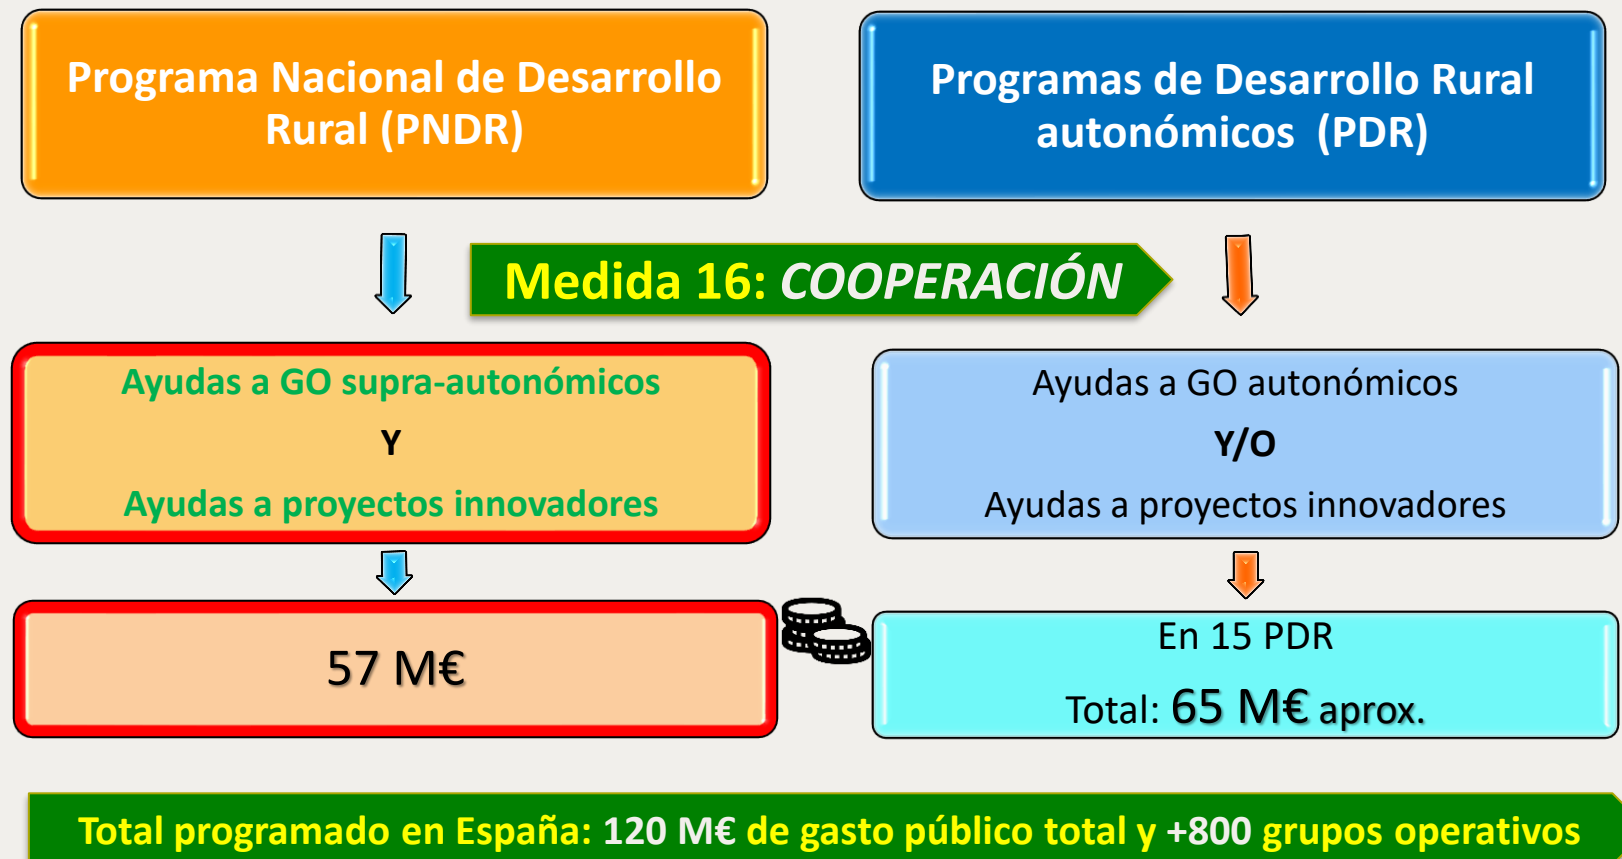 Programa Nacional de Desarrollo
Rural (PNDR)
Programas de Desarrollo Rural
autonómicos (PDR)
Medida 16: COOPERACIÓN
Ayudas a GO supra-autonómicos
Y
Ayudas a proyectos innovadores
Ayudas a GO autonómicos
Y/O
Ayudas a proyectos innovadores
57 M€
En 15 PDR
Total: 65 M€ aprox.
Total programado en España: 120 M€ de gasto público total y +800 grupos operativos